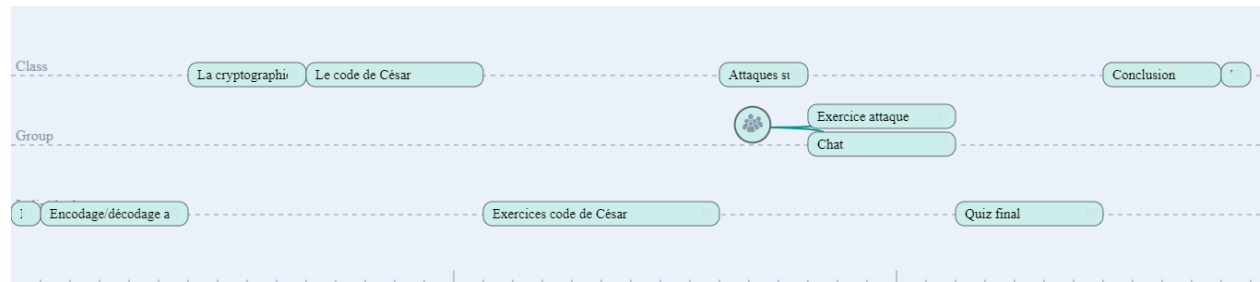 Class
La cryptographi
Le code de César
Attaques su
Conclusion
Exercice attaque
Group
Chat
Encodage/décodage a
Exercices code de César
Quiz final